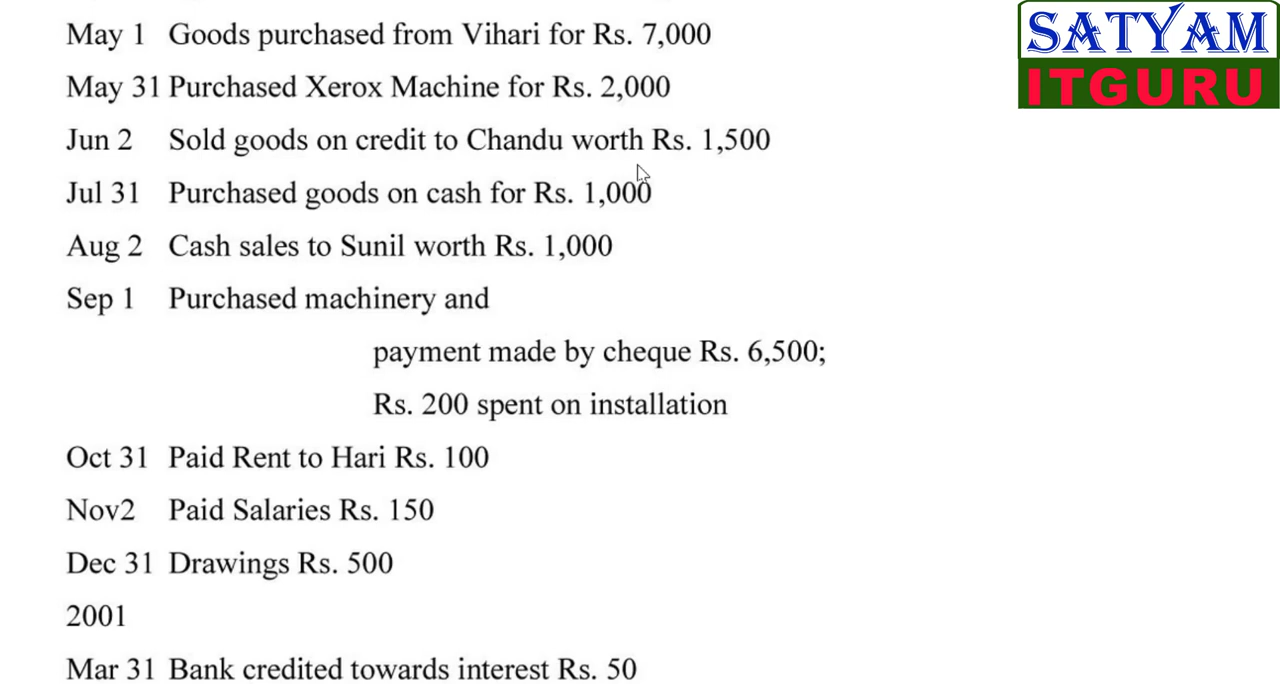 May 1 Goods purchased from Vihari for Rs. 7,000
SATYAM
ITGURU
May 31 Purchased Xerox Machine for Rs. 2,000
Jun 2 Sold goods on credit to Chandu worth Rs. 1,500
Jul 31 Purchased goods on cash for Rs. 1,000
Aug 2 Cash sales to Sunil worth Rs. 1,000
Sep 1 Purchased machinery and
payment made by cheque Rs. 6,500;
Rs. 200 spent on installation
Oct 31 Paid Rent to Hari Rs. 100
Nov2 Paid Salaries Rs. 150
Dec 31 Drawings Rs. 500
2001
Mar 31 Bank credited towards interest Rs. 50